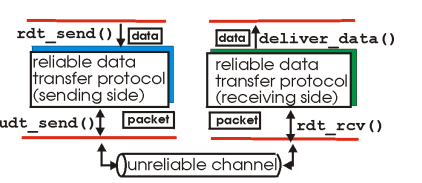 rdt_send()
data
data
deliver_data()
reliable data
transfer protocol
(sending side)
reliable data
transfer protocol
(receiving side)
udt_send()
packet
packet
rdt_rcv()
unreliable channel